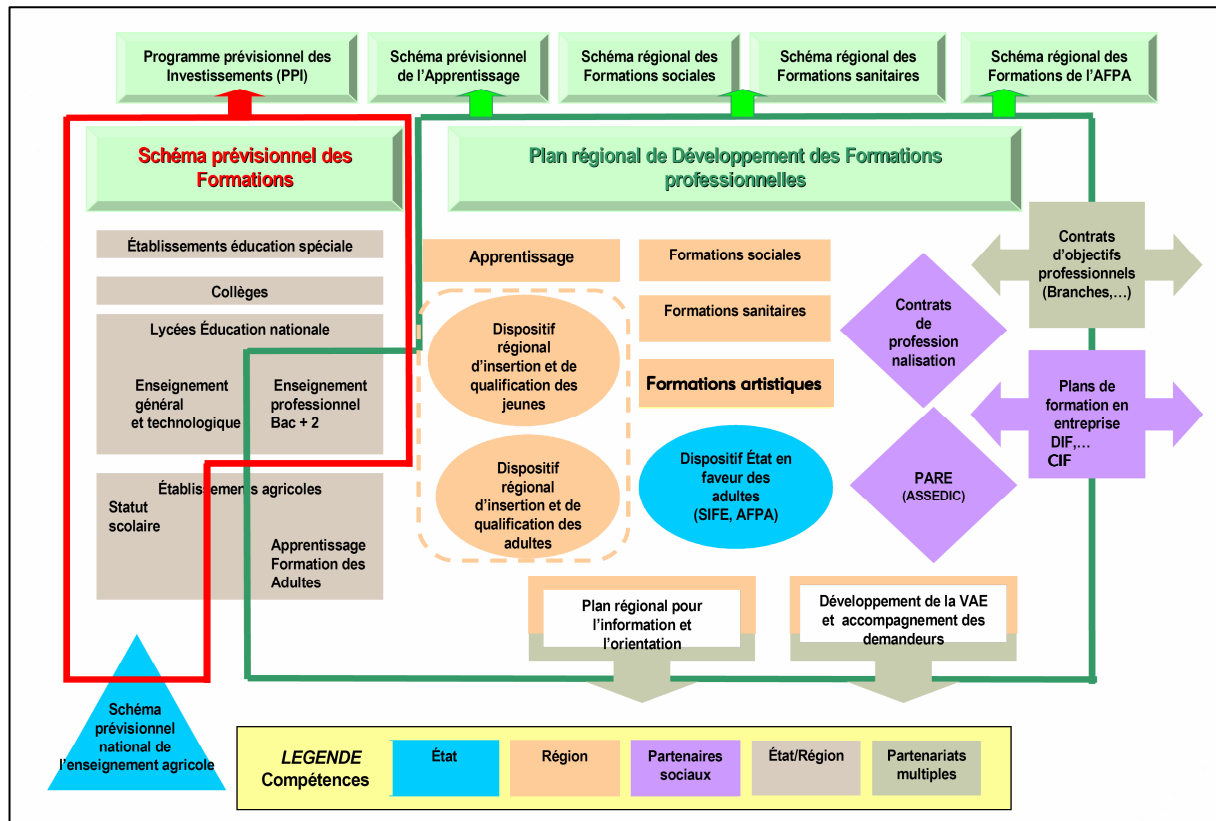 Programme prévisionnel des
Investissements (PPI)
Schéma prévisionnel
de l'Apprentissage
Schéma régional des
Formations sociales
Schéma régional des
Formations sanitaires
Schéma régional des
Formations de l'AFPA
Schéma prévisionnel des
Formations
Plan régional de Développement des Formations
professionnelles
Établissements éducation spéciale
Collèges
Lycées Éducation nationale
Enseignement
général
et technologique
Enseignement
professionnel
Bac + 2
Établissements agricoles
Statut
scolaire
Apprentissage
Formation des
Adultes
Apprentissage
Dispositif
régional
d'insertion et de
qualification des
jeunes
Dispositif
régional
d'insertion et de
qualification des
adultes
Formations sociales
Formations sanitaires
Formations artistiques
Dispositif État en
faveur des
adultes
(SIFE, AFPA)
Contrats
de
profession
nalisation
PARE
(ASSEDIC)
Contrats
d'objectifs
professionnels
(Branches,…)
Plans de
formation en
entreprise
DIF,…
CIF
Plan régional pour
l'information et
l'orientation
Développement de la VAE
et accompagnement des
demandeurs
Schéma
prévisionnel
national de
l'enseignement agricole
LEGENDE
Compétences
État
Région
Partenaires
sociaux
État/Région
Partenariats
multiples